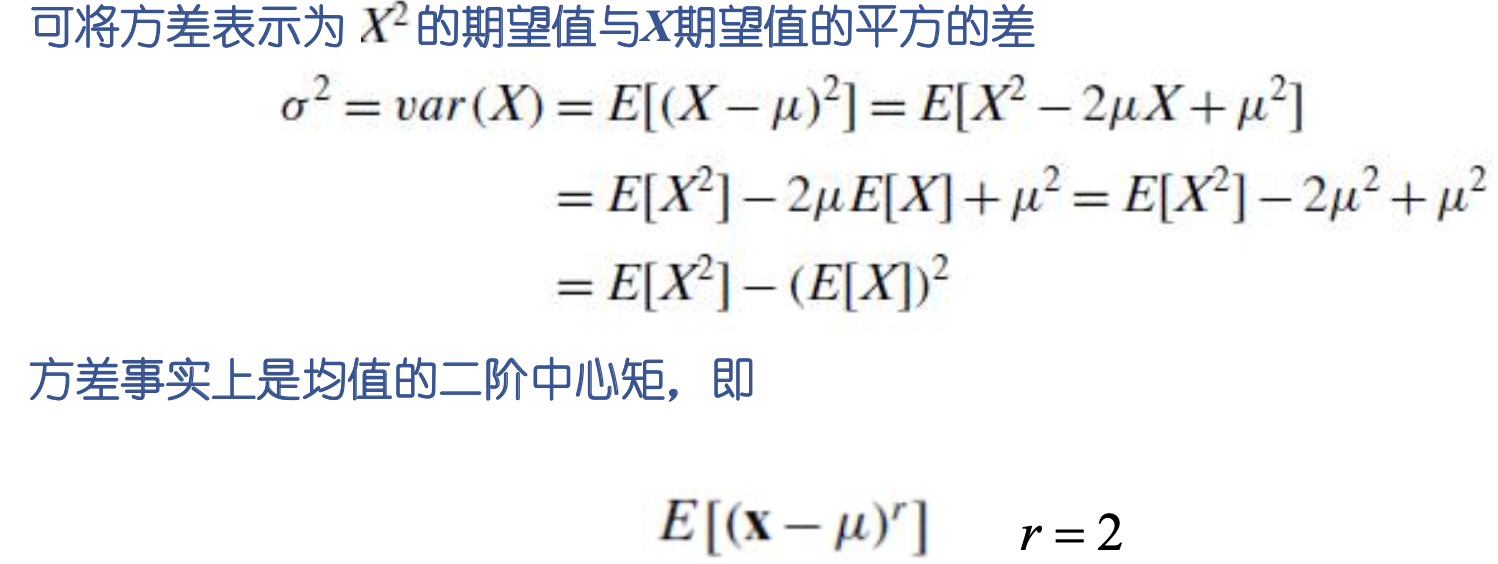 可将方差表示为 X² 的期望值与X期望值的平方的差
σ² = var(X) = E[(X − μ)²] = E[X² − 2μX + μ²]
= E[X²] − 2μE[X] + μ² = E[X²] − 2μ² + μ²
= E[X²] − (E[X])²
方差事实上是均值的二阶中心矩，即
E[(x − μ)ʳ] r = 2